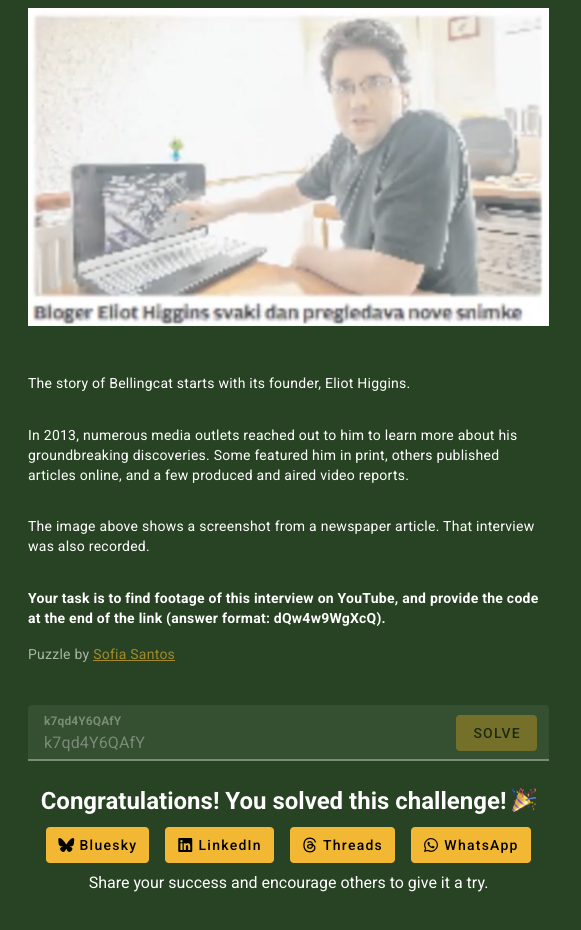 Bloger Eliot Higgins svaki dan pregledava nove snimke
The story of Bellingcat starts with its founder, Eliot Higgins.
In 2013, numerous media outlets reached out to him to learn more about his
groundbreaking discoveries. Some featured him in print, others published
articles online, and a few produced and aired video reports.
The image above shows a screenshot from a newspaper article. That interview
was also recorded.
Your task is to find footage of this interview on YouTube, and provide the code
at the end of the link (answer format: dQw4w9WgXcQ).
Puzzle by Sofia Santos
k7qd4Y6QAfY
k7qd4Y6QAfY
SOLVE
Congratulations! You solved this challenge! 🎉
Bluesky LinkedIn Threads WhatsApp
Share your success and encourage others to give it a try.